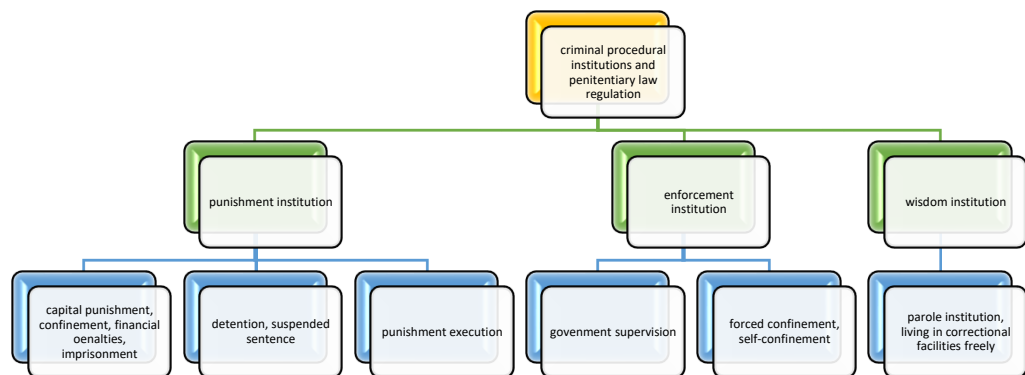 criminal procedural
institutions and
penitentiary law
regulation
punishment institution
enforcement
institution
wisdom institution
capital punishment,
confinement, financial
oenalties,
imprisonment
detention, suspended
sentence
punishment execution
govenment supervision
forced confinement,
self-confinement
parole institution,
living in correctional
facilities freely